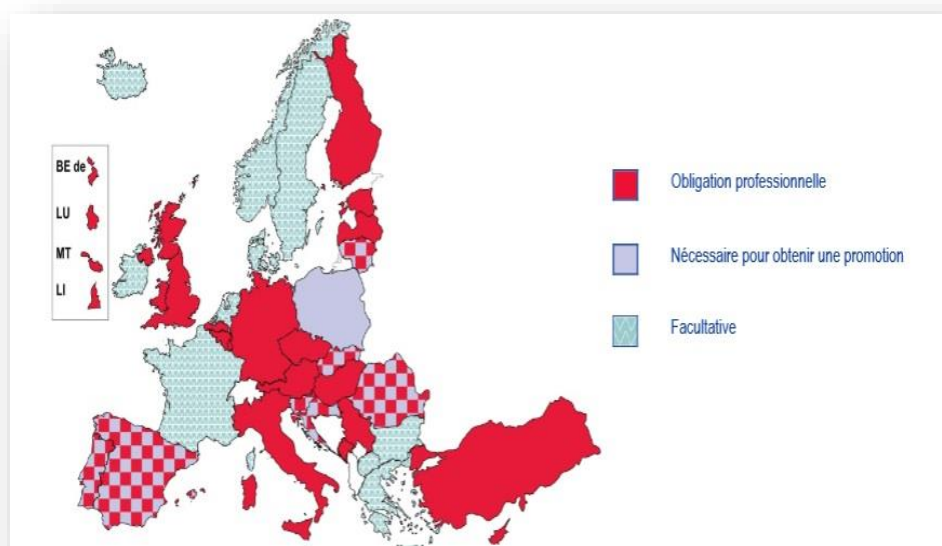 BE de
LU
MT
LI
Obligation professionnelle
Nécessaire pour obtenir une promotion
Facultative